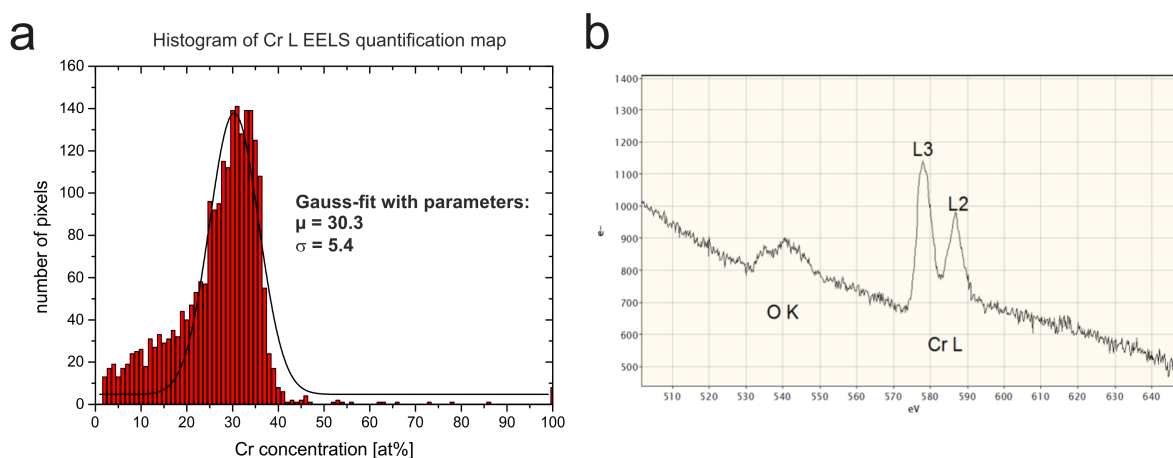 a
Histogram of Cr L EELS quantification map
160
140
120
100
80
60
40
20
0
number of pixels
Gauss-fit with parameters:
μ = 30.3
σ = 5.4
0 10 20 30 40 50 60 70 80 90 100
Cr concentration [at%]
b
1400
1300
1200
1100
1000
900
800
700
600
500
e-
L3
L2
O K
Cr L
510 520 530 540 550 560 570 580 590 600 610 620 630 640
eV